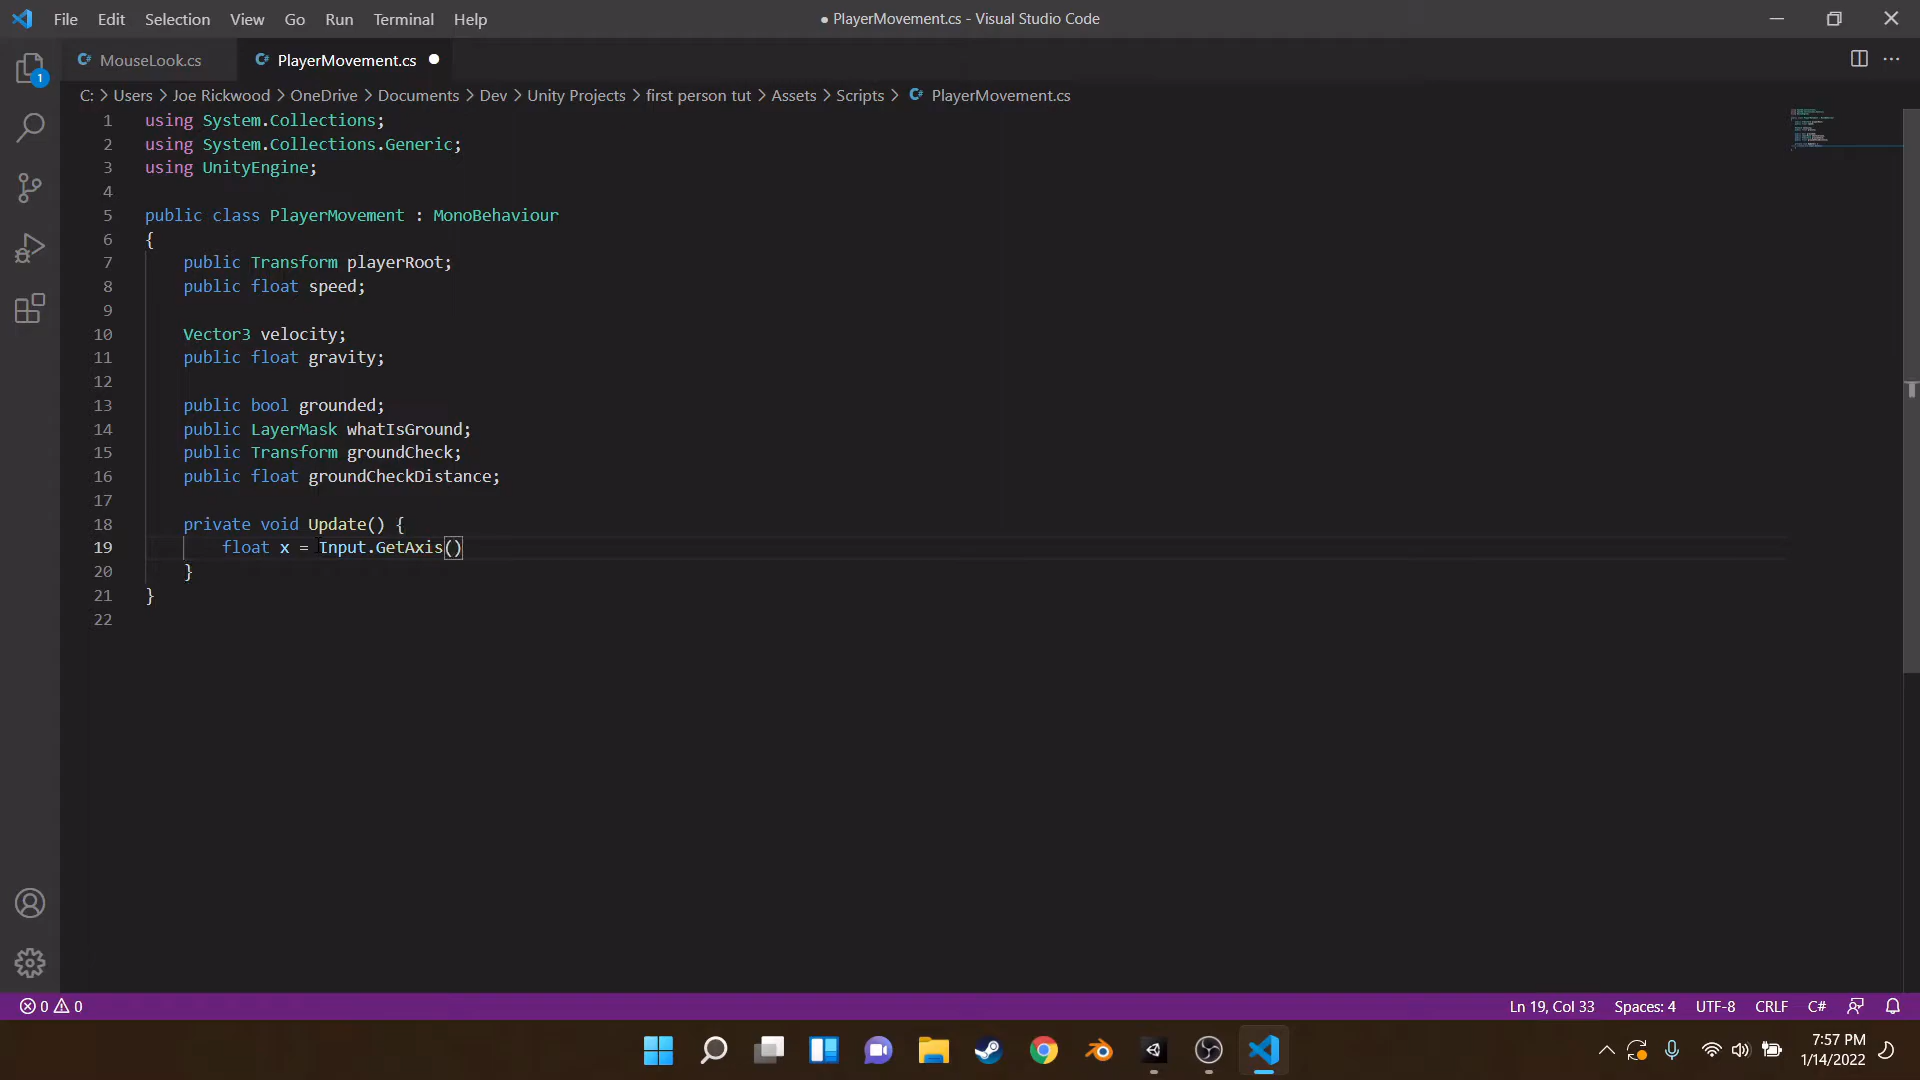 File Edit Selection View Go Run Terminal Help
● PlayerMovement.cs - Visual Studio Code
C# MouseLook.cs
C# PlayerMovement.cs
1
C: > Users > Joe Rickwood > OneDrive > Documents > Dev > Unity Projects > first person tut > Assets > Scripts > C# PlayerMovement.cs
1 using System.Collections;
2 using System.Collections.Generic;
3 using UnityEngine;
4
5 public class PlayerMovement : MonoBehaviour
6 {
7 public Transform playerRoot;
8 public float speed;
9
10 Vector3 velocity;
11 public float gravity;
12
13 public bool grounded;
14 public LayerMask whatIsGround;
15 public Transform groundCheck;
16 public float groundCheckDistance;
17
18 private void Update() {
19 float x = Input.GetAxis()
20 }
21 }
22
0 0
Ln 19, Col 33 Spaces: 4 UTF-8 CRLF C#
7:57 PM
1/14/2022